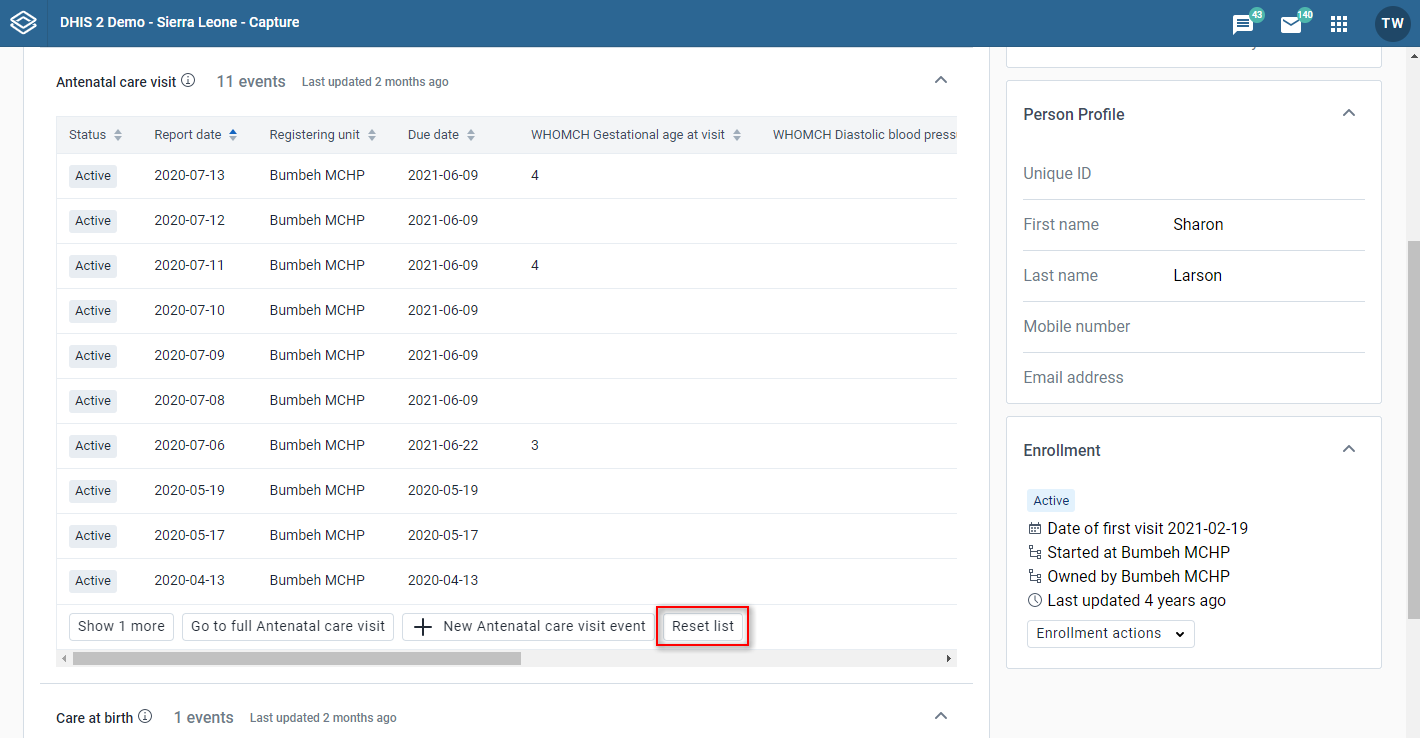 DHIS 2 Demo - Sierra Leone - Capture
43
140
TW
Antenatal care visit 11 events Last updated 2 months ago
Status Report date Registering unit Due date WHOMCH Gestational age at visit WHOMCH Diastolic blood pressu
Active 2020-07-13 Bumbeh MCHP 2021-06-09 4
Active 2020-07-12 Bumbeh MCHP 2021-06-09
Active 2020-07-11 Bumbeh MCHP 2021-06-09 4
Active 2020-07-10 Bumbeh MCHP 2021-06-09
Active 2020-07-09 Bumbeh MCHP 2021-06-09
Active 2020-07-08 Bumbeh MCHP 2021-06-09
Active 2020-07-06 Bumbeh MCHP 2021-06-22 3
Active 2020-05-19 Bumbeh MCHP 2020-05-19
Active 2020-05-17 Bumbeh MCHP 2020-05-17
Active 2020-04-13 Bumbeh MCHP 2020-04-13
Show 1 more Go to full Antenatal care visit New Antenatal care visit event Reset list
Care at birth 1 events Last updated 2 months ago
Person Profile
Unique ID
First name Sharon
Last name Larson
Mobile number
Email address
Enrollment
Active
Date of first visit 2021-02-19
Started at Bumbeh MCHP
Owned by Bumbeh MCHP
Last updated 4 years ago
Enrollment actions